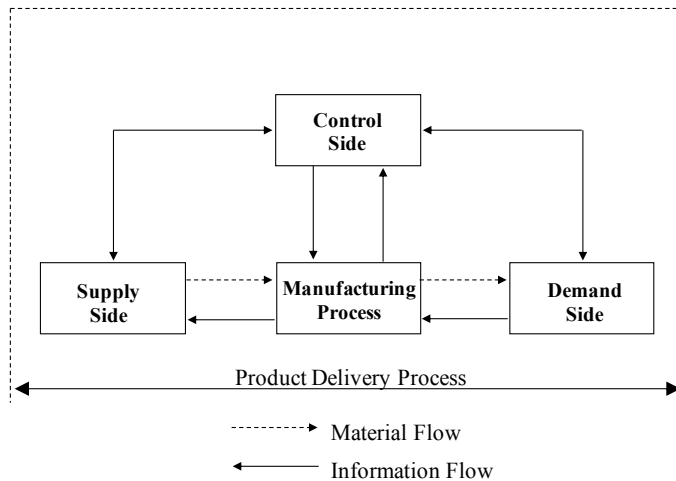 Control
Side
Supply
Side
Manufacturing
Process
Demand
Side
Product Delivery Process
Material Flow
Information Flow